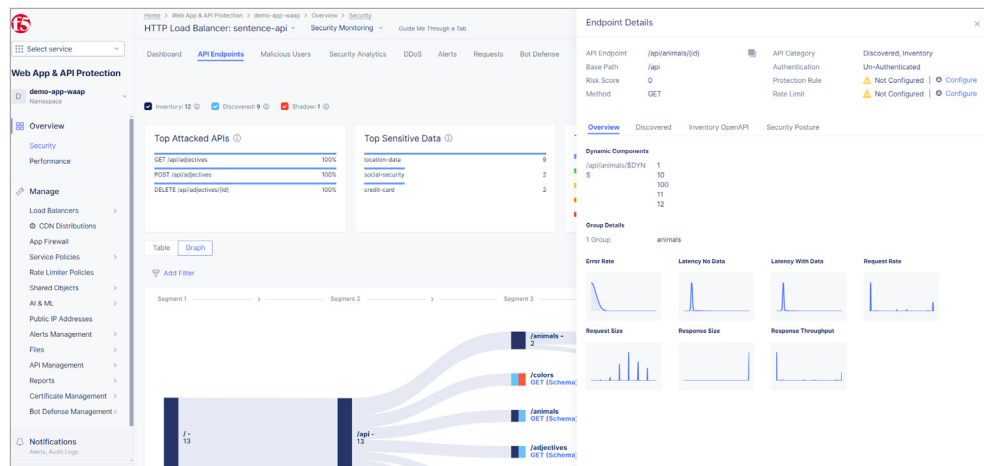 f5
Select service
Web App & API Protection
D
demo-app-waap
Namespace
Overview
Security
Performance
Manage
Load Balancers
CDN Distributions
App Firewall
Service Policies
Rate Limiter Policies
Shared Objects
AI & ML
Public IP Addresses
Alerts Management
Files
API Management
Reports
Certificate Management
Bot Defense Management
Notifications
Alerts, Audit Logs
Home > Web App & API Protection > demo-app-waap > Overview > Security
HTTP Load Balancer: sentence-api Security Monitoring Guide Me Through a Tab
Dashboard API Endpoints Malicious Users Security Analytics DDoS Alerts Requests Bot Defense
Inventory: 12 Discovered: 9 Shadow: 1
Top Attacked APIs
GET /api/adjectives 100%
POST /api/adjectives 100%
DELETE /api/adjectives/{id} 100%
Top Sensitive Data
location-data 9
social-security 2
credit-card 2
Table Graph
Add Filter
Segment 1 > Segment 2 > Segment 3
/ -
13
/api -
13
/animals -
2
/colors
GET (Schema)
/animals
GET (Schema)
/adjectives
GET (Schema)
Endpoint Details
API Endpoint /api/animals/{id}
Base Path /api
Risk Score 0
Method GET
API Category Discovered, Inventory
Authentication Un-Authenticated
Protection Rule Not Configured | Configure
Rate Limit Not Configured | Configure
Overview Discovered Inventory OpenAPI Security Posture
Dynamic Components
/api/animals/$DYN 1
$ 10
100
11
12
Group Details
1 Group animals
Error Rate Latency No Data Latency With Data Request Rate
Request Size Response Size Response Throughput